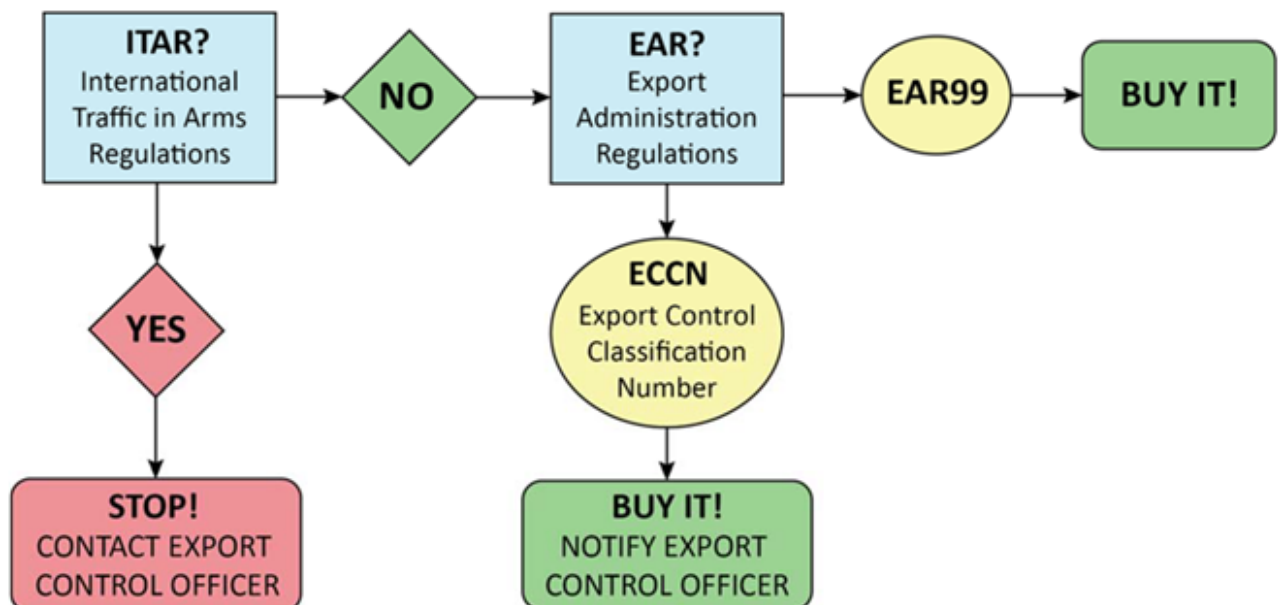 ITAR?
International
Traffic in Arms
Regulations
NO
EAR?
Export
Administration
Regulations
EAR99
BUY IT!
YES
ECCN
Export Control
Classification
Number
STOP!
CONTACT EXPORT
CONTROL OFFICER
BUY IT!
NOTIFY EXPORT
CONTROL OFFICER